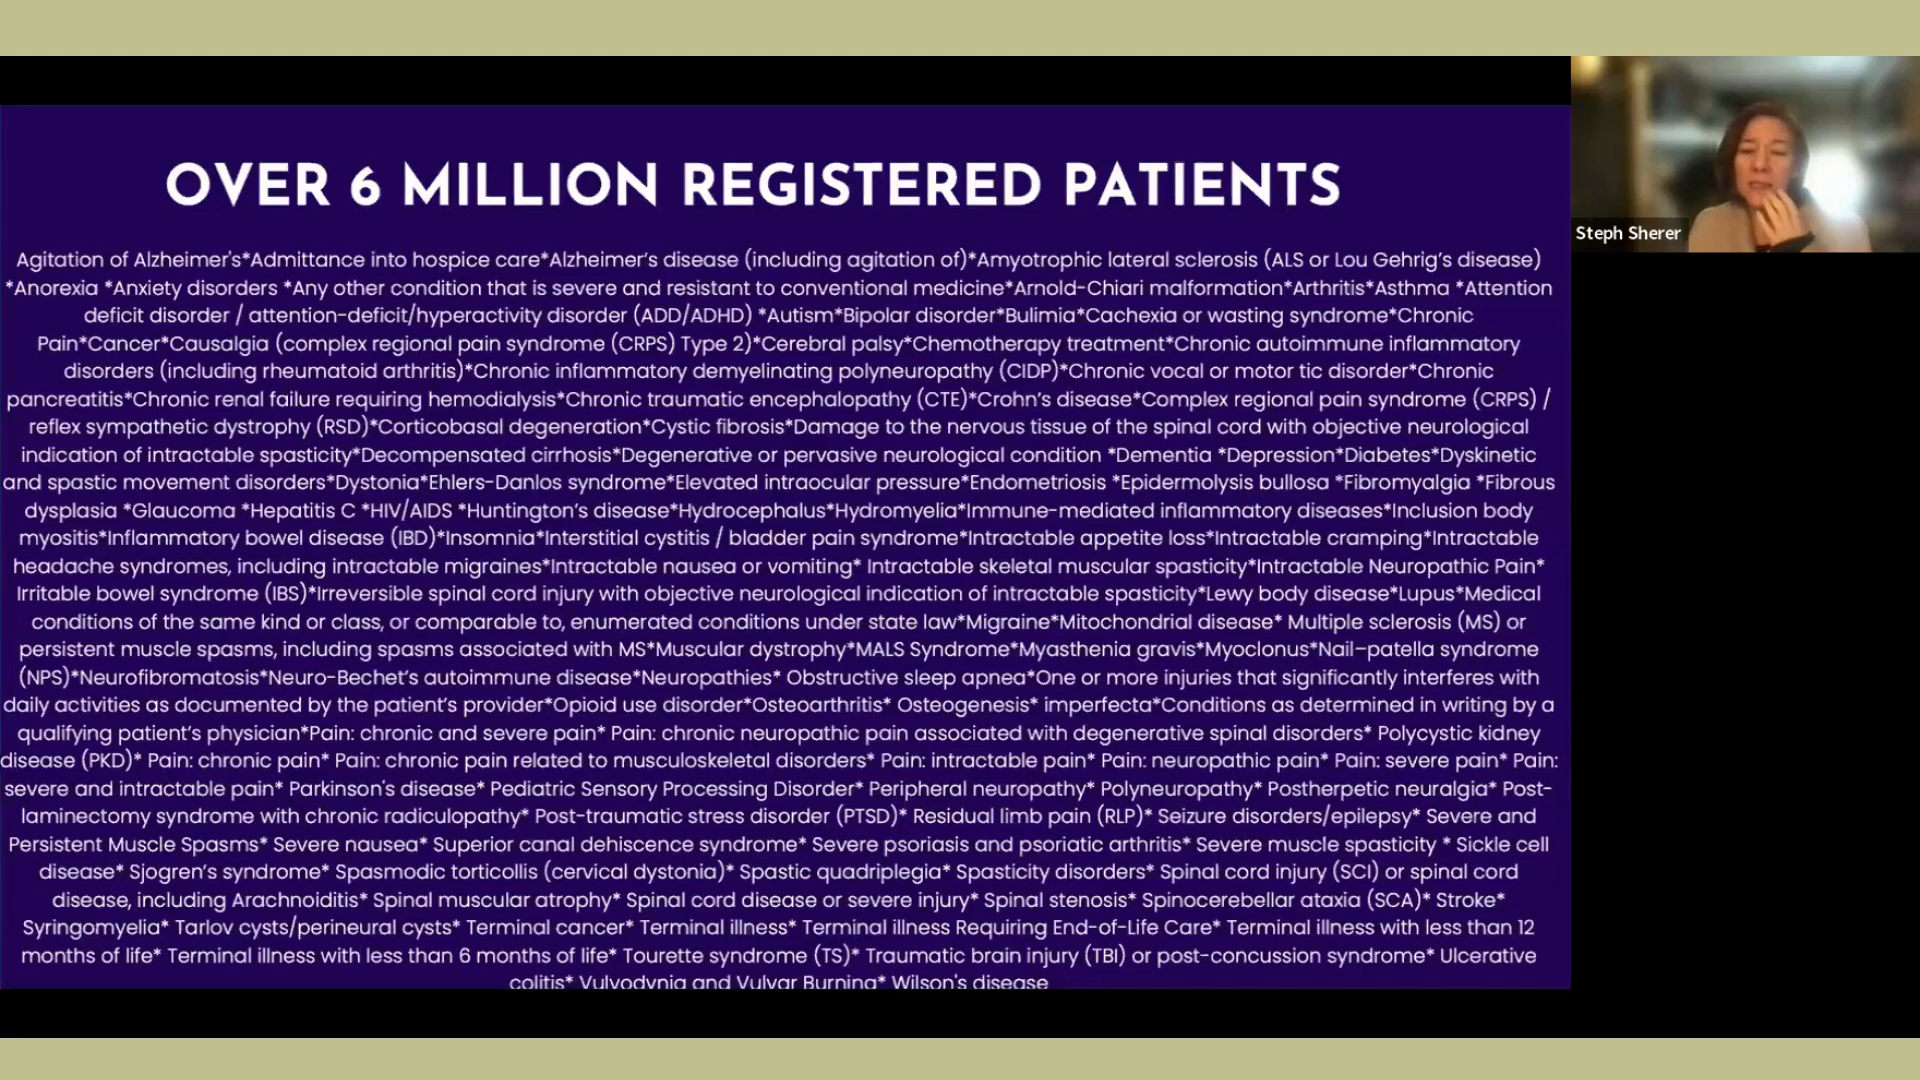 OVER 6 MILLION REGISTERED PATIENTS
Agitation of Alzheimer's*Admittance into hospice care*Alzheimer’s disease (including agitation of)*Amyotrophic lateral sclerosis (ALS or Lou Gehrig’s disease)
*Anorexia *Anxiety disorders *Any other condition that is severe and resistant to conventional medicine*Arnold-Chiari malformation*Arthritis*Asthma *Attention
deficit disorder / attention-deficit/hyperactivity disorder (ADD/ADHD) *Autism*Bipolar disorder*Bulimia*Cachexia or wasting syndrome*Chronic
Pain*Cancer*Causalgia (complex regional pain syndrome (CRPS) Type 2)*Cerebral palsy*Chemotherapy treatment*Chronic autoimmune inflammatory
disorders (including rheumatoid arthritis)*Chronic inflammatory demyelinating polyneuropathy (CIDP)*Chronic vocal or motor tic disorder*Chronic
pancreatitis*Chronic renal failure requiring hemodialysis*Chronic traumatic encephalopathy (CTE)*Crohn’s disease*Complex regional pain syndrome (CRPS) /
reflex sympathetic dystrophy (RSD)*Corticobasal degeneration*Cystic fibrosis*Damage to the nervous tissue of the spinal cord with objective neurological
indication of intractable spasticity*Decompensated cirrhosis*Degenerative or pervasive neurological condition *Dementia *Depression*Diabetes*Dyskinetic
and spastic movement disorders*Dystonia*Ehlers-Danlos syndrome*Elevated intraocular pressure*Endometriosis *Epidermolysis bullosa *Fibromyalgia *Fibrous
dysplasia *Glaucoma *Hepatitis C *HIV/AIDS *Huntington’s disease*Hydrocephalus*Hydromyelia*Immune-mediated inflammatory diseases*Inclusion body
myositis*Inflammatory bowel disease (IBD)*Insomnia*Interstitial cystitis / bladder pain syndrome*Intractable appetite loss*Intractable cramping*Intractable
headache syndromes, including intractable migraines*Intractable nausea or vomiting* Intractable skeletal muscular spasticity*Intractable Neuropathic Pain*
Irritable bowel syndrome (IBS)*Irreversible spinal cord injury with objective neurological indication of intractable spasticity*Lewy body disease*Lupus*Medical
conditions of the same kind or class, or comparable to, enumerated conditions under state law*Migraine*Mitochondrial disease* Multiple sclerosis (MS) or
persistent muscle spasms, including spasms associated with MS*Muscular dystrophy*MALS Syndrome*Myasthenia gravis*Myoclonus*Nail–patella syndrome
(NPS)*Neurofibromatosis*Neuro-Bechet’s autoimmune disease*Neuropathies* Obstructive sleep apnea*One or more injuries that significantly interferes with
daily activities as documented by the patient’s provider*Opioid use disorder*Osteoarthritis* Osteogenesis* imperfecta*Conditions as determined in writing by a
qualifying patient’s physician*Pain: chronic and severe pain* Pain: chronic neuropathic pain associated with degenerative spinal disorders* Polycystic kidney
disease (PKD)* Pain: chronic pain* Pain: chronic pain related to musculoskeletal disorders* Pain: intractable pain* Pain: neuropathic pain* Pain: severe pain* Pain:
severe and intractable pain* Parkinson's disease* Pediatric Sensory Processing Disorder* Peripheral neuropathy* Polyneuropathy* Postherpetic neuralgia* Post-
laminectomy syndrome with chronic radiculopathy* Post-traumatic stress disorder (PTSD)* Residual limb pain (RLP)* Seizure disorders/epilepsy* Severe and
Persistent Muscle Spasms* Severe nausea* Superior canal dehiscence syndrome* Severe psoriasis and psoriatic arthritis* Severe muscle spasticity * Sickle cell
disease* Sjogren’s syndrome* Spasmodic torticollis (cervical dystonia)* Spastic quadriplegia* Spasticity disorders* Spinal cord injury (SCI) or spinal cord
disease, including Arachnoiditis* Spinal muscular atrophy* Spinal cord disease or severe injury* Spinal stenosis* Spinocerebellar ataxia (SCA)* Stroke*
Syringomyelia* Tarlov cysts/perineural cysts* Terminal cancer* Terminal illness* Terminal illness Requiring End-of-Life Care* Terminal illness with less than 12
months of life* Terminal illness with less than 6 months of life* Tourette syndrome (TS)* Traumatic brain injury (TBI) or post-concussion syndrome* Ulcerative
colitis* Vulvodynia and Vulvar Burning* Wilson's disease
Steph Sherer